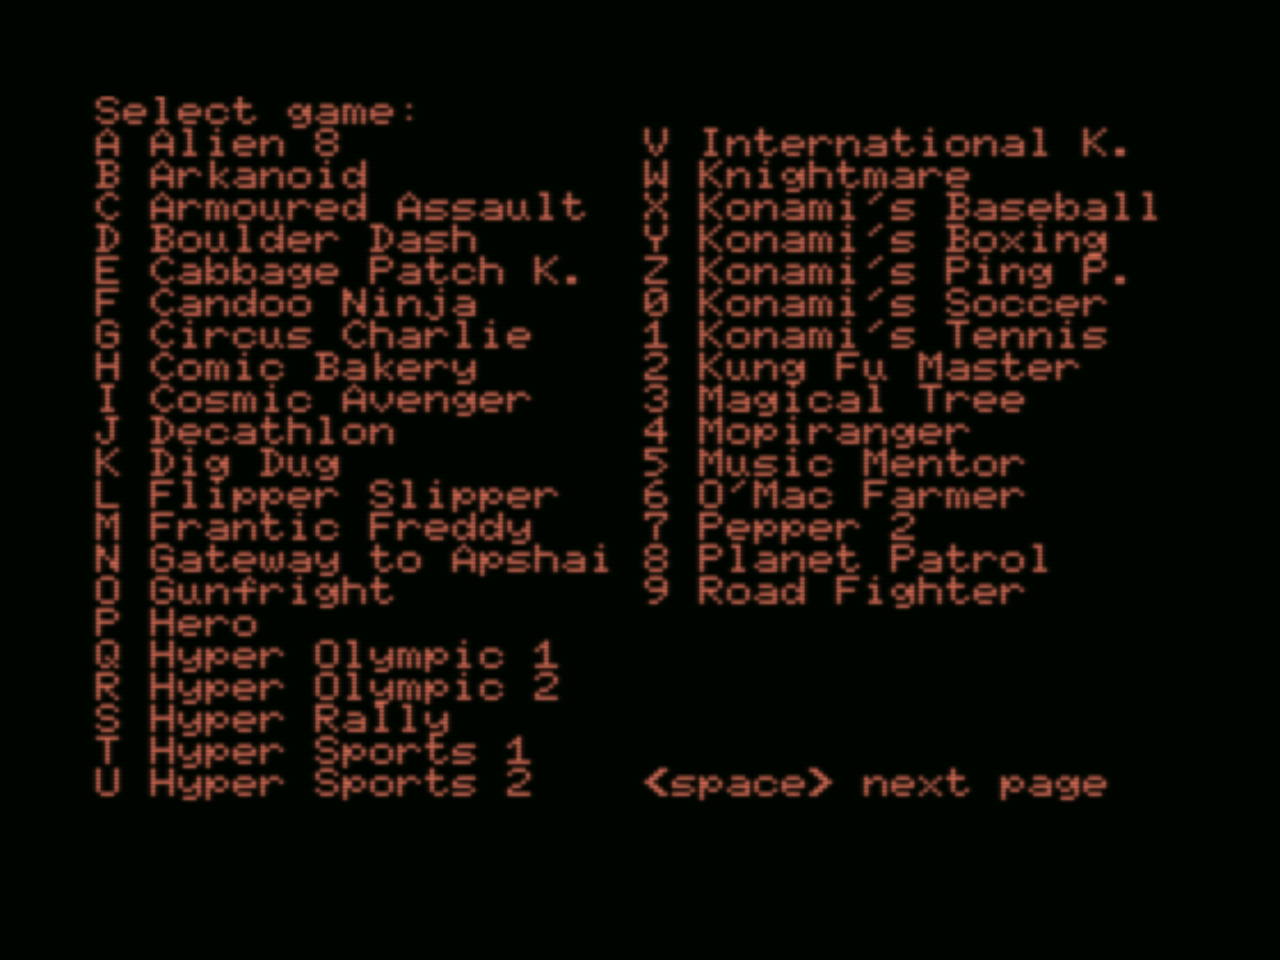 Select game:
A Alien 8
B Arkanoid
C Armoured Assault
D Boulder Dash
E Cabbage Patch K.
F Candoo Ninja
G Circus Charlie
H Comic Bakery
I Cosmic Avenger
J Decathlon
K Dig Dug
L Flipper Slipper
M Frantic Freddy
N Gateway to Apshai
O Gunfright
P Hero
Q Hyper Olympic 1
R Hyper Olympic 2
S Hyper Rally
T Hyper Sports 1
U Hyper Sports 2
V International K.
W Knightmare
X Konami's Baseball
Y Konami's Boxing
Z Konami's Ping P.
0 Konami's Soccer
1 Konami's Tennis
2 Kung Fu Master
3 Magical Tree
4 Mopiranger
5 Music Mentor
6 O'Mac Farmer
7 Pepper 2
8 Planet Patrol
9 Road Fighter
<space> next page